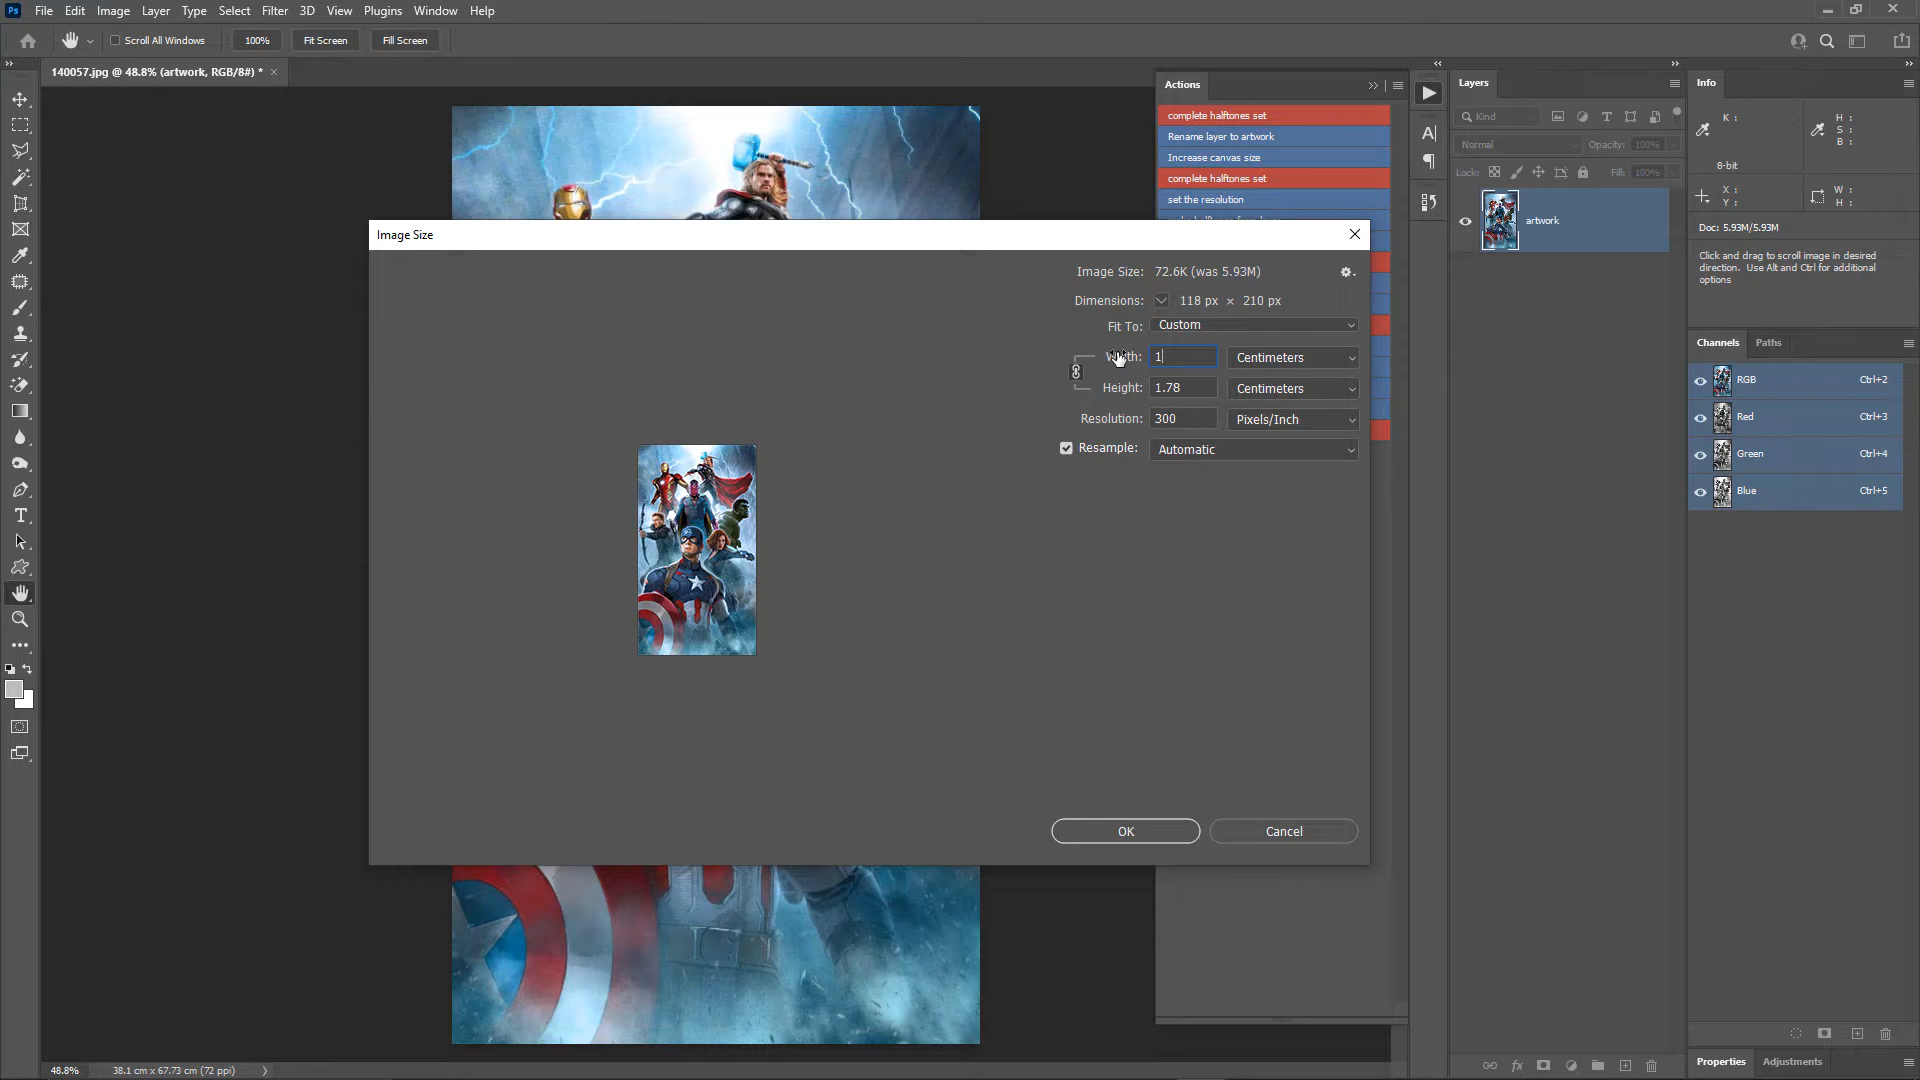 Ps File Edit Image Layer Type Select Filter 3D View Plugins Window Help
Scroll All Windows 100% Fit Screen Fill Screen
140057.jpg @ 48.8% (artwork, RGB/8#) *
Actions
complete halftones set
Rename layer to artwork
Increase canvas size
complete halftones set
set the resolution
Image Size
Image Size: 72.6K (was 5.93M)
Dimensions: 118 px × 210 px
Fit To: Custom
Width: 1 Centimeters
Height: 1.78 Centimeters
Resolution: 300 Pixels/Inch
Resample: Automatic
OK Cancel
Layers
Kind
Normal Opacity: 100%
Lock: Fill: 100%
artwork
Info
K :
8-bit
H :
S :
B :
X :
Y :
W :
H :
Doc: 5.93M/5.93M
Click and drag to scroll image in desired
direction. Use Alt and Ctrl for additional
options
Channels Paths
RGB Ctrl+2
Red Ctrl+3
Green Ctrl+4
Blue Ctrl+5
Properties Adjustments
48.8% 38.1 cm x 67.73 cm (72 ppi)